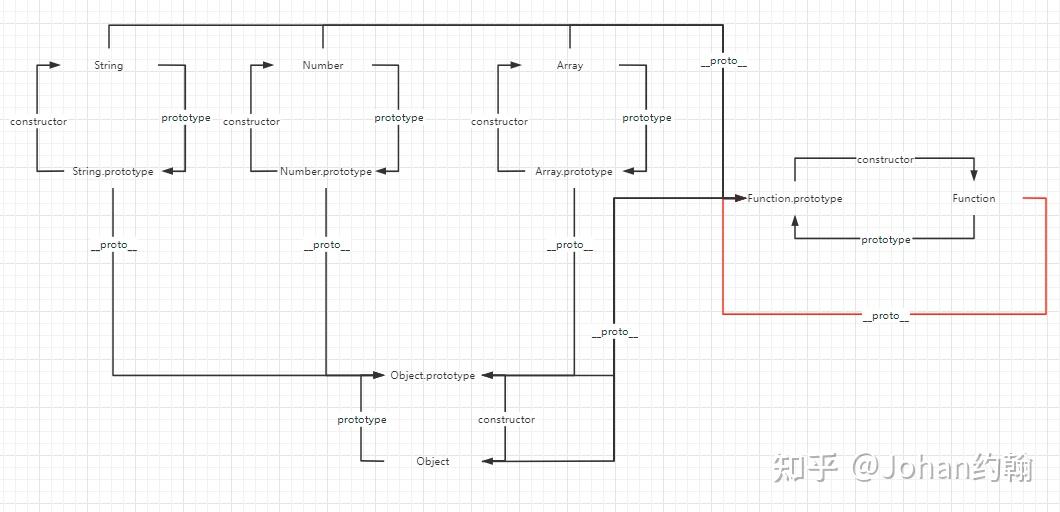 __proto__
String
Number
Array
constructor
prototype
constructor
prototype
constructor
prototype
String.prototype
Number.prototype
Array.prototype
constructor
Function.prototype
Function
prototype
__proto__
__proto__
__proto__
__proto__
__proto__
Object.prototype
prototype
constructor
Object
知乎 @Johan约翰